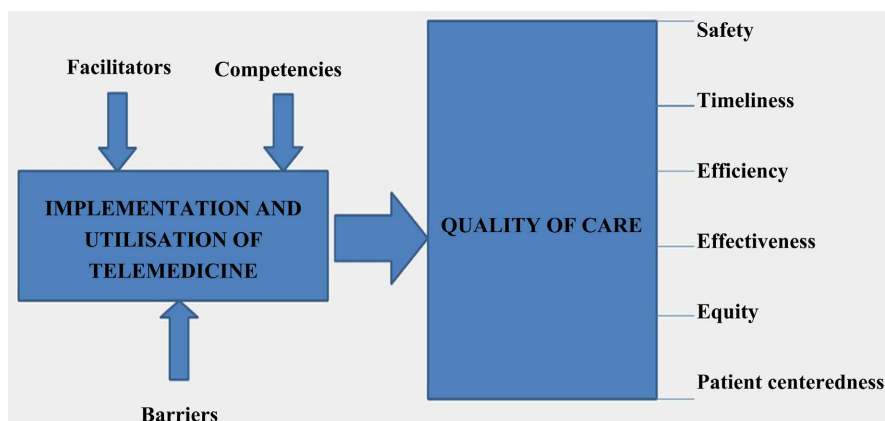 Facilitators
Competencies
IMPLEMENTATION AND
UTILISATION OF
TELEMEDICINE
Barriers
QUALITY OF CARE
Safety
Timeliness
Efficiency
Effectiveness
Equity
Patient centeredness